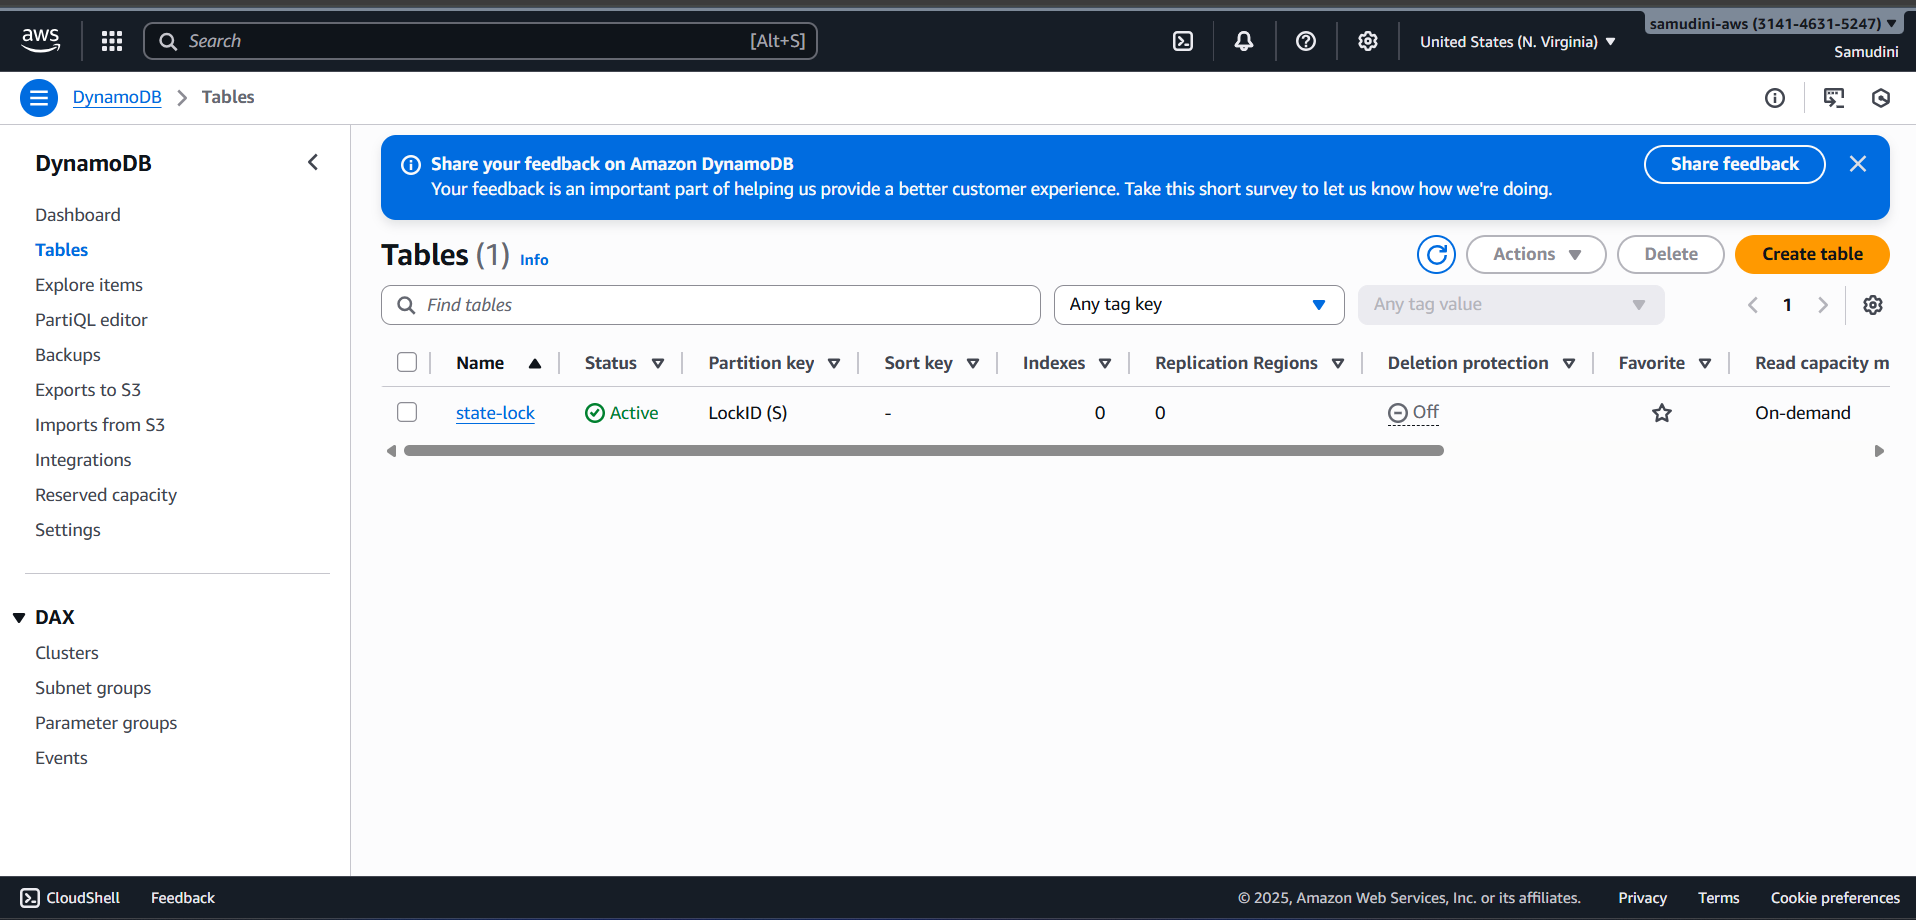 aws
Search
[Alt+S]
United States (N. Virginia)
samudini-aws (3141-4631-5247)
Samudini
DynamoDB
Tables
DynamoDB
Dashboard
Tables
Explore items
PartiQL editor
Backups
Exports to S3
Imports from S3
Integrations
Reserved capacity
Settings
DAX
Clusters
Subnet groups
Parameter groups
Events
Share your feedback on Amazon DynamoDB
Your feedback is an important part of helping us provide a better customer experience. Take this short survey to let us know how we're doing.
Share feedback
Tables (1) Info
Actions
Delete
Create table
Find tables
Any tag key
Any tag value
1
Name Status Partition key Sort key Indexes Replication Regions Deletion protection Favorite Read capacity m
state-lock Active LockID (S) - 0 0 Off On-demand
CloudShell Feedback © 2025, Amazon Web Services, Inc. or its affiliates. Privacy Terms Cookie preferences